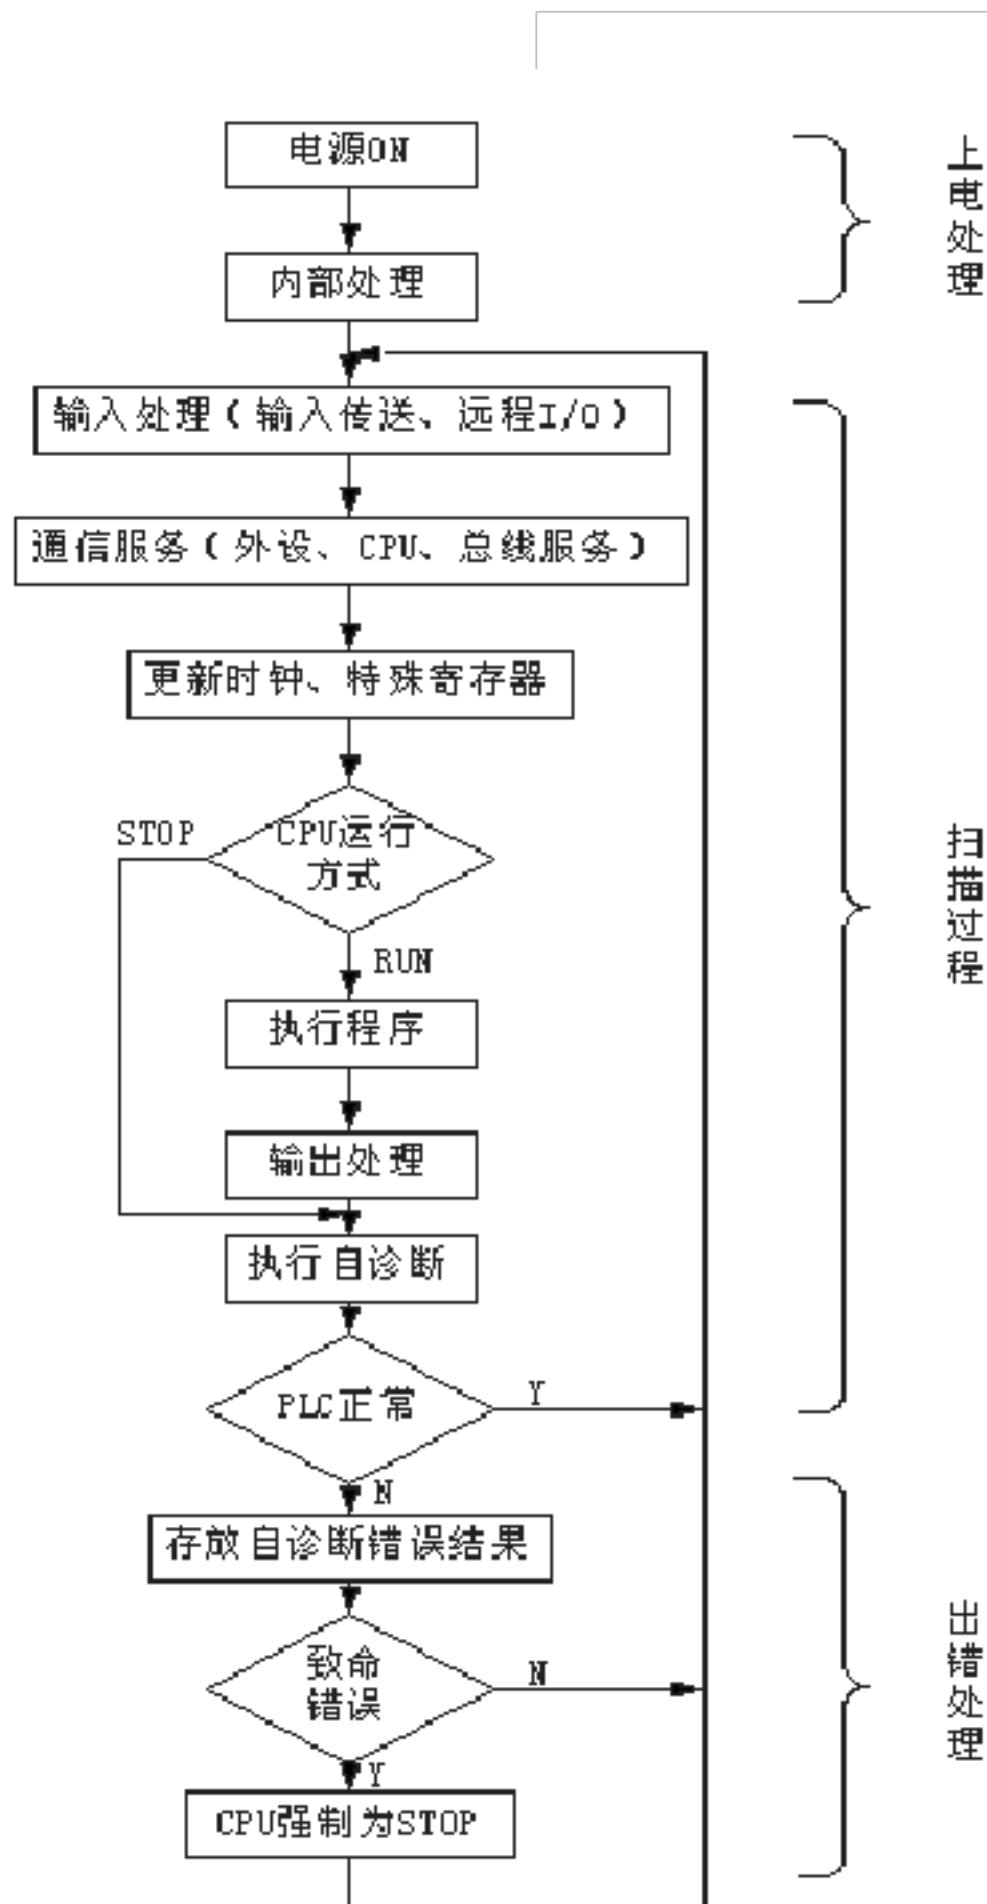 电源ON
上电处理
内部处理
输入处理(输入传送、远程I/O)
通信服务(外设、CPU、总线服务)
更新时钟、特殊寄存器
STOP
CPU运行
方式
扫描过程
RUN
执行程序
输出处理
执行自诊断
PLC正常
Y
N
存放自诊断错误结果
致命
错误
N
出错处理
Y
CPU强制为STOP